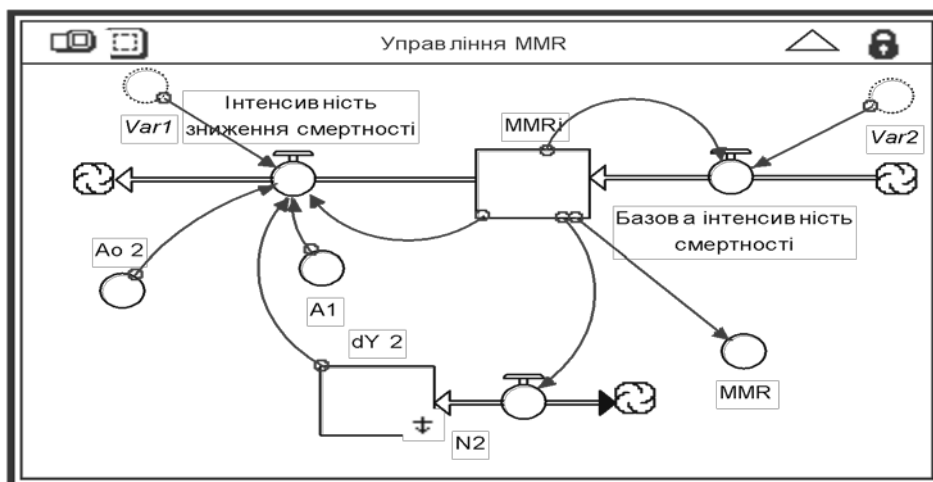 Управління MMR
Var1
Інтенсивність
зниження смертності
MMRi
Var2
Базова інтенсивність
смертності
Ao 2
A1
dY 2
MMR
N2